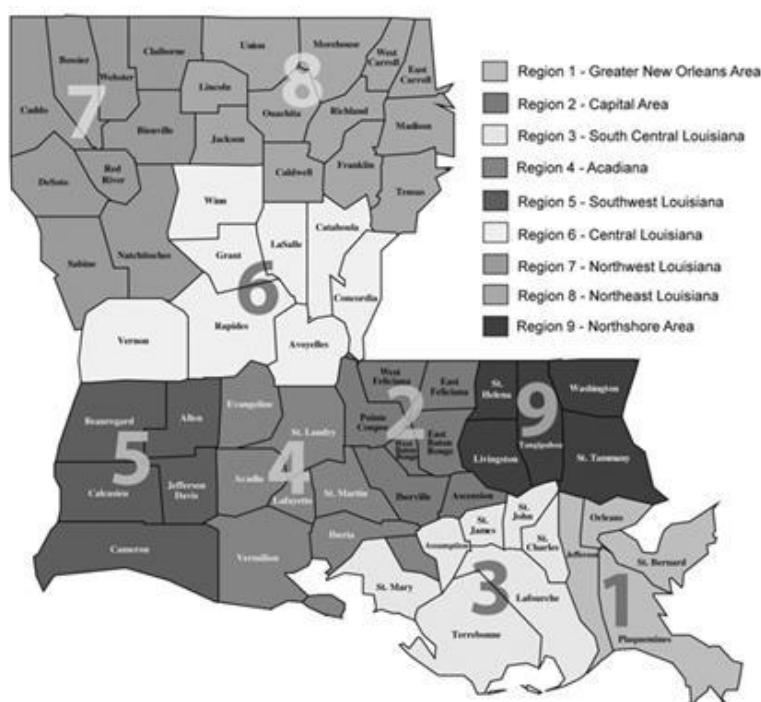 Bossier
Webster
Claiborne
Union
Morehouse
West
Carroll
East
Carroll
Caddo
7
Lincoln
8
Ouachita
Richland
Madison
Bienville
Jackson
DeSoto
Red
River
Caldwell
Franklin
Tensas
Sabine
Natchitoches
Winn
Grant
LaSalle
Catahoula
Concordia
6
Vernon
Rapides
Avoyelles
Beauregard
Allen
Evangeline
St. Landry
5
4
Calcasieu
Jefferson
Davis
Acadia
Lafayette
St. Martin
Cameron
Vermilion
Iberia
West
Feliciana
East
Feliciana
Pointe
Coupee
2
West
Baton
Rouge
East
Baton
Rouge
Iberville
Ascension
St.
Helena
Washington
9
Tangipahoa
Livingston
St. Tammany
Assumption
St.
James
St.
John
St.
Charles
St. Mary
3
Lafourche
Terrebonne
Orleans
Jefferson
St. Bernard
1
Plaquemines
Region 1 - Greater New Orleans Area
Region 2 - Capital Area
Region 3 - South Central Louisiana
Region 4 - Acadiana
Region 5 - Southwest Louisiana
Region 6 - Central Louisiana
Region 7 - Northwest Louisiana
Region 8 - Northeast Louisiana
Region 9 - Northshore Area